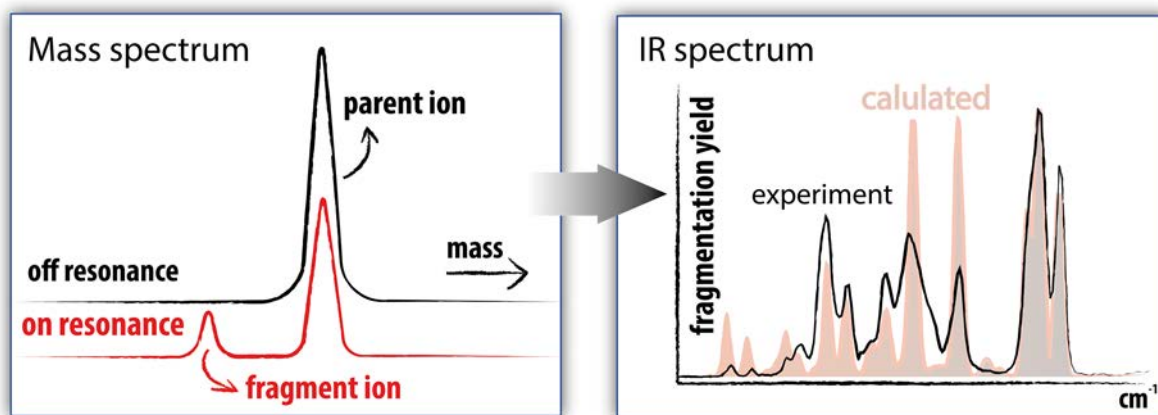 Mass spectrum
parent ion
mass
off resonance
on resonance
fragment ion
IR spectrum
calulated
fragmentation yield
experiment
cm⁻¹